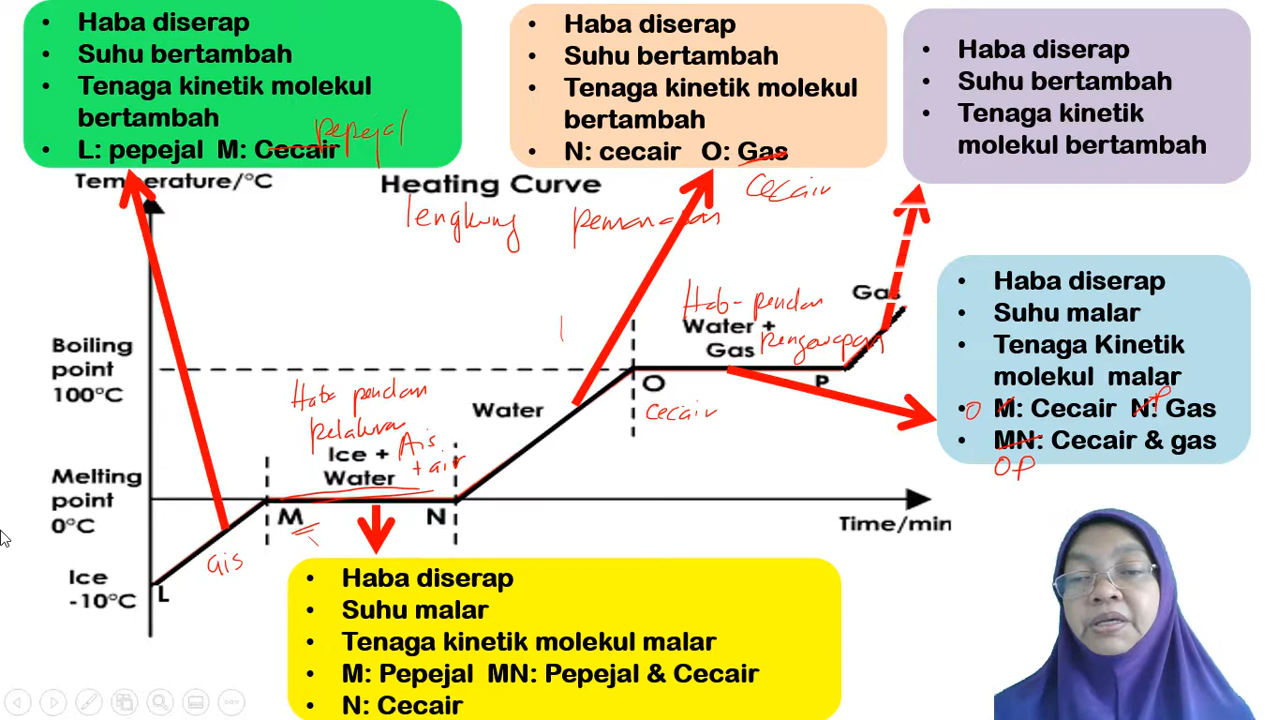 • Haba diserap
• Suhu bertambah
• Tenaga kinetik molekul
bertambah
• L: pepejal M: Cecair
pepejal
• Haba diserap
• Suhu bertambah
• Tenaga kinetik molekul
bertambah
• N: cecair O: Gas
cecair
• Haba diserap
• Suhu bertambah
• Tenaga kinetik
molekul bertambah
Temperature/°C
Heating Curve
lengkung pemanasan
• Haba diserap
• Suhu malar
• Tenaga Kinetik
molekul malar
• M: Cecair N: Gas
O P
• MN: Cecair & gas
OP
Gas
Haba pendam
Water +
Gas
pengewapan
Boiling
point
100°C
O
P
cecair
Haba pendam
peleburan
Water
Ice +
Water
Ais
+ air
Melting
point
0°C
M
N
Time/min
ais
Ice
-10°C
L
• Haba diserap
• Suhu malar
• Tenaga kinetik molekul malar
• M: Pepejal MN: Pepejal & Cecair
• N: Cecair